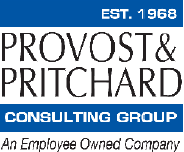 EST. 1968
PROVOST&
PRITCHARD
CONSULTING GROUP
An Employee Owned Company